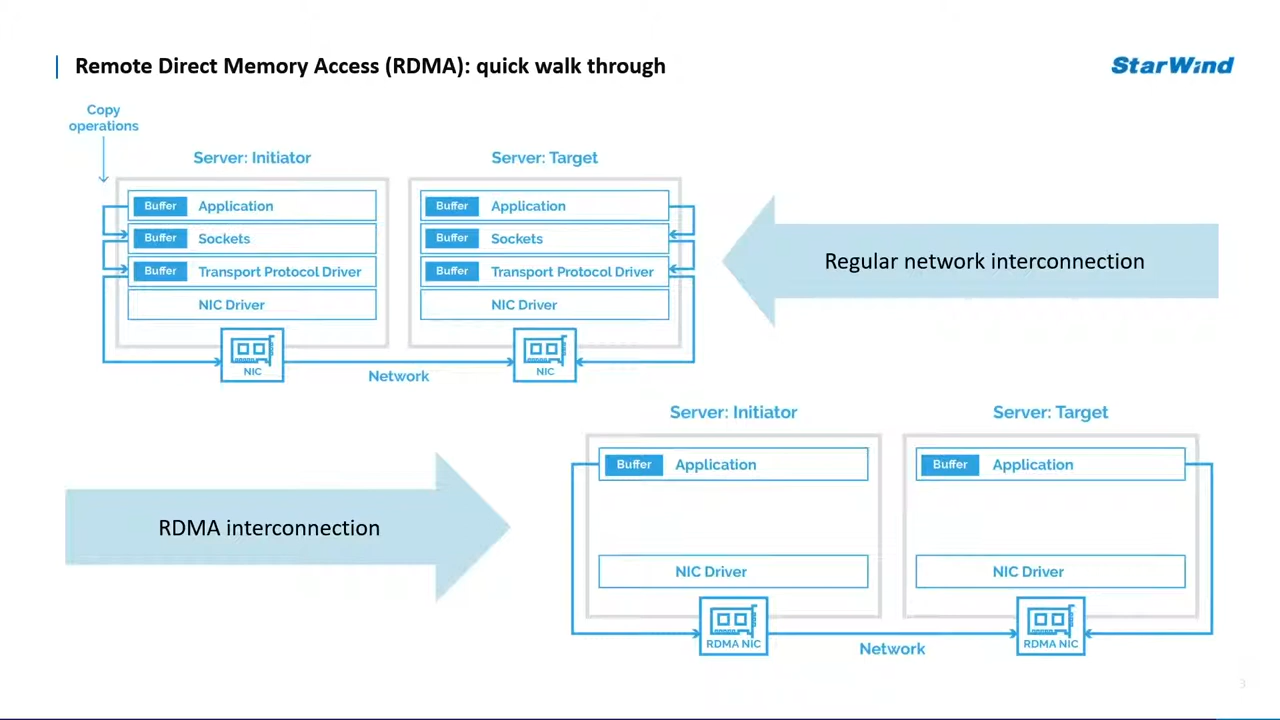 Remote Direct Memory Access (RDMA): quick walk through
StarWind
Copy
operations
Server: Initiator
Server: Target
Buffer Application
Buffer Sockets
Buffer Transport Protocol Driver
NIC Driver
NIC
Buffer Application
Buffer Sockets
Buffer Transport Protocol Driver
NIC Driver
NIC
Network
Regular network interconnection
RDMA interconnection
Server: Initiator
Server: Target
Buffer Application
NIC Driver
RDMA NIC
Buffer Application
NIC Driver
RDMA NIC
Network
3